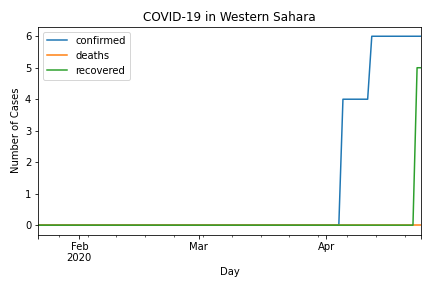 COVID-19 in Western Sahara
confirmed
deaths
recovered
Number of Cases
6
5
4
3
2
1
0
Feb
2020
Mar
Apr
Day